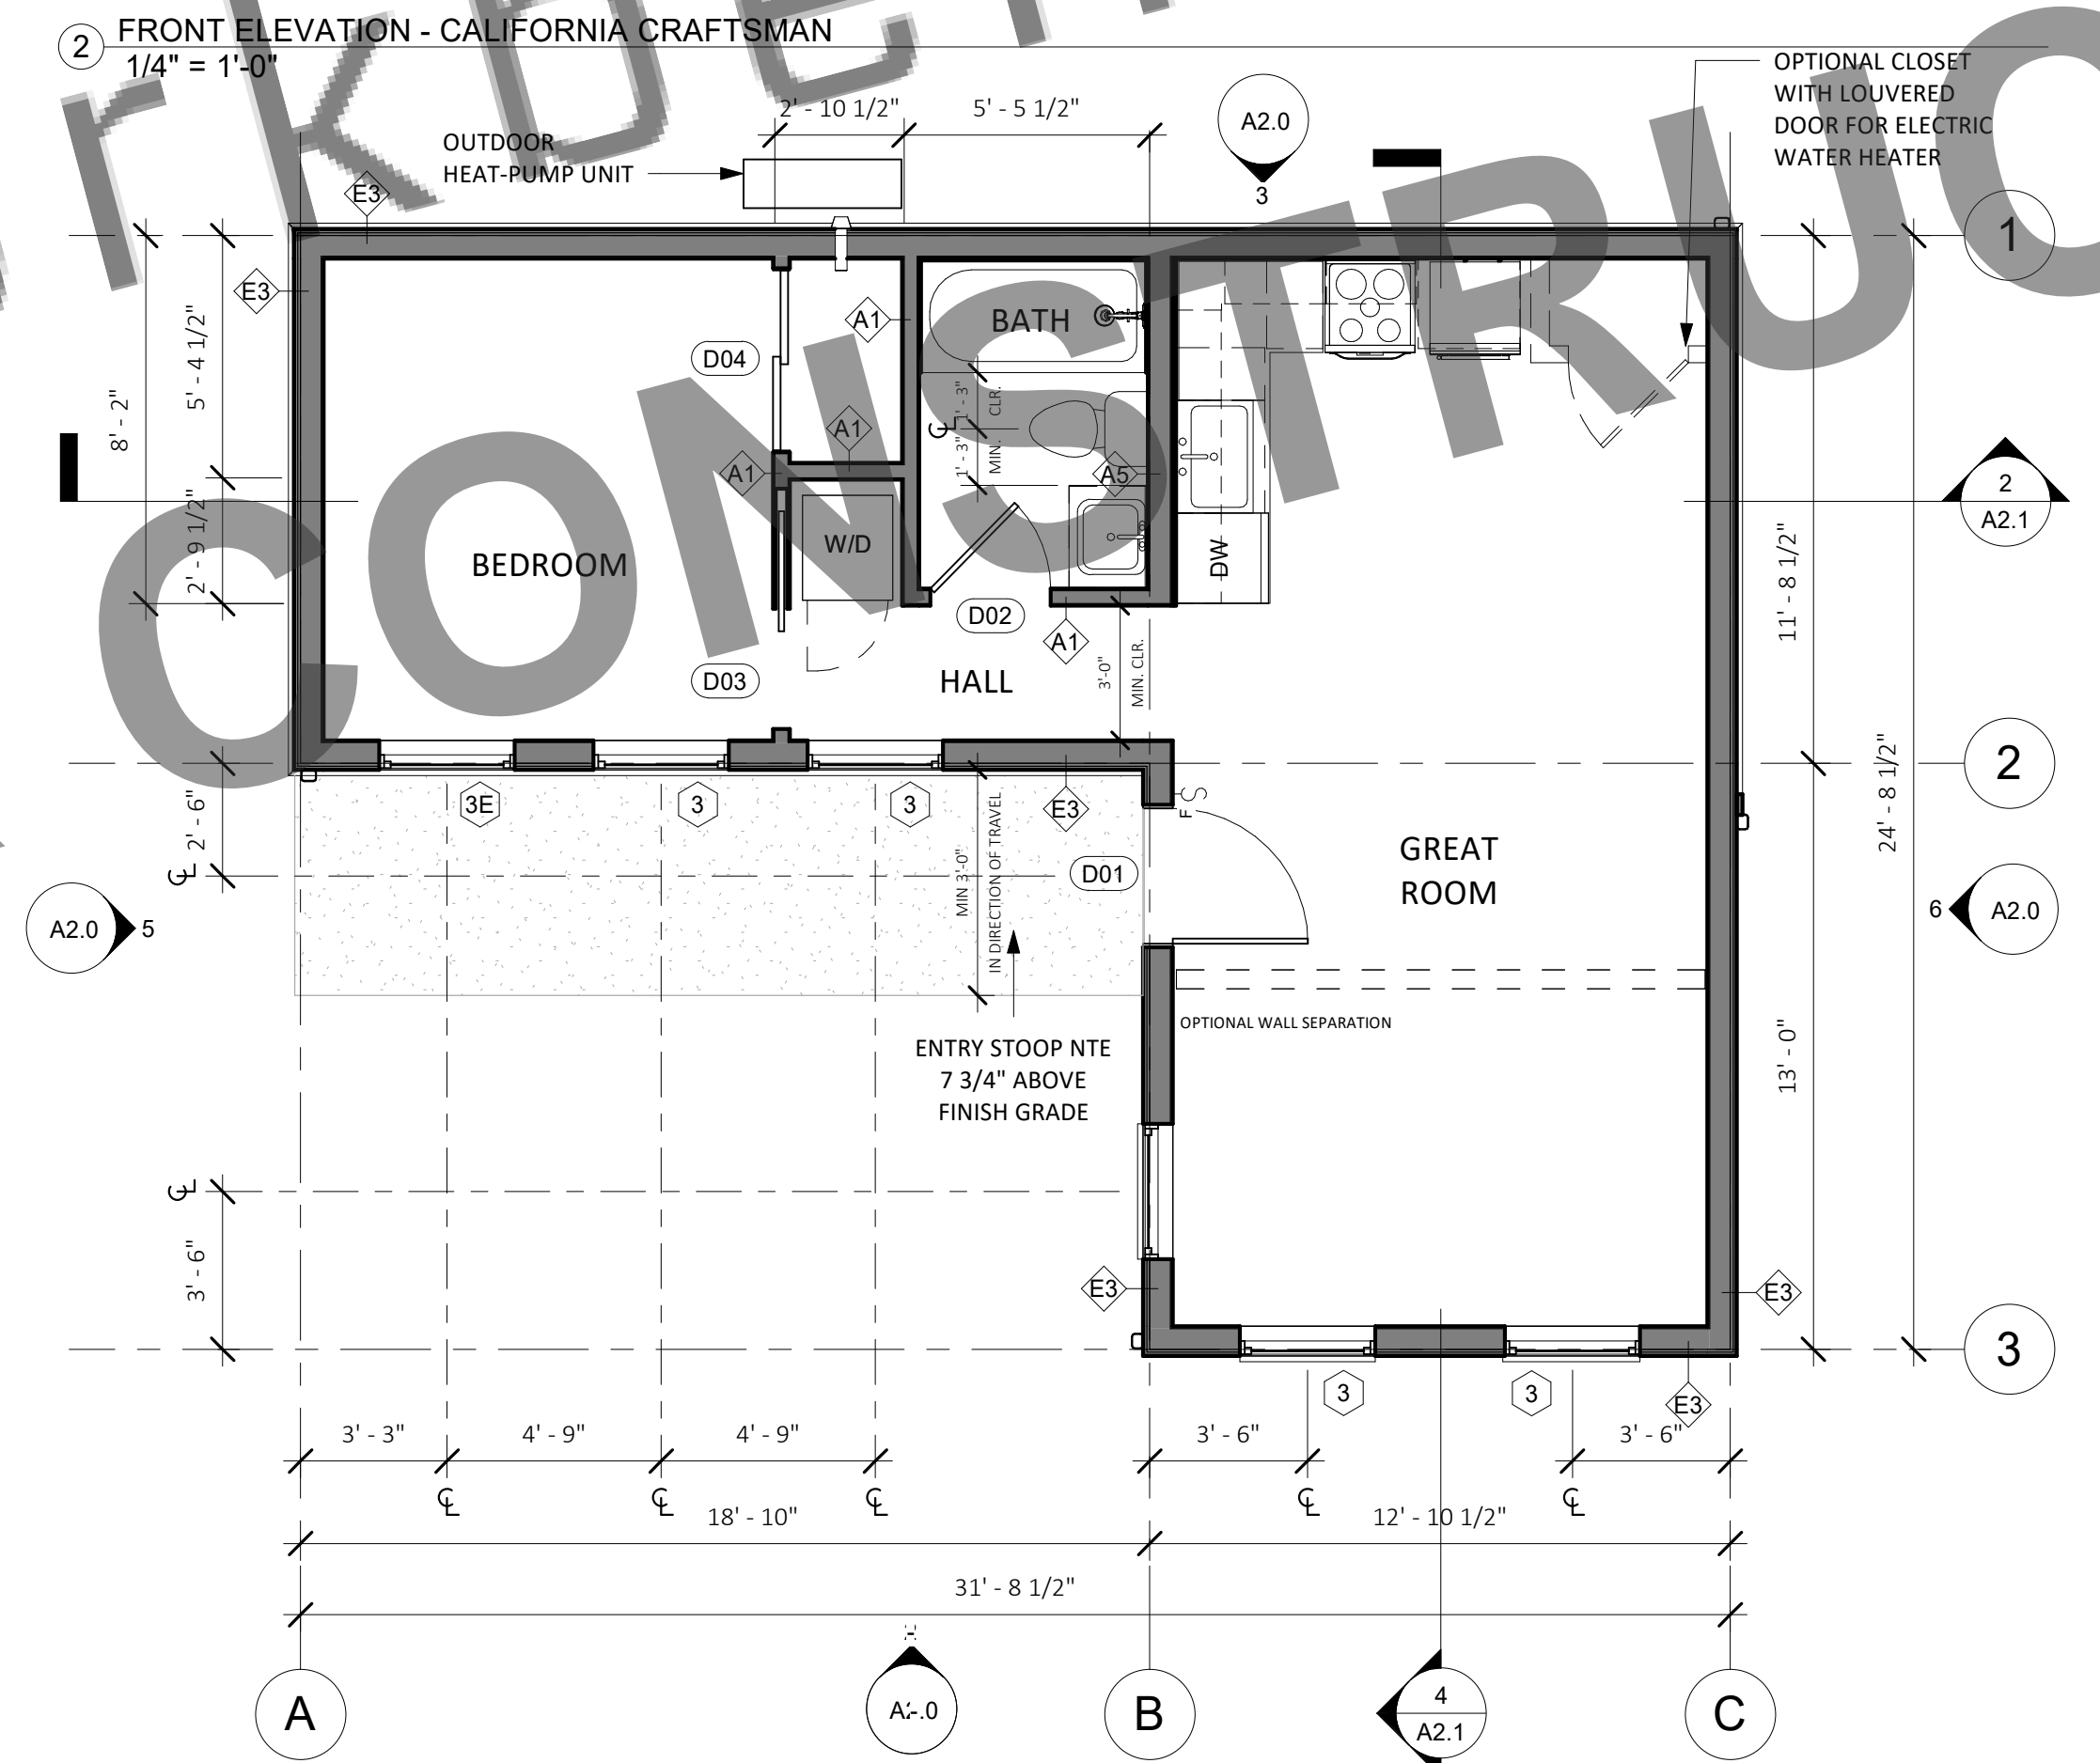 2
FRONT ELEVATION - CALIFORNIA CRAFTSMAN
1/4" = 1'-0"
OPTIONAL CLOSET
WITH LOUVERED
DOOR FOR ELECTRIC
WATER HEATER
2' - 10 1/2"
5' - 5 1/2"
A2.0
3
OUTDOOR
HEAT-PUMP UNIT
E3
1
E3
8' - 2"
5' - 4 1/2"
2' - 9 1/2"
A1
BATH
D04
1' - 3"
MIN. CLR.
1' - 3"
A1
A1
A5
2
A2.1
BEDROOM
W/D
DW
11' - 8 1/2"
D02
A1
D03
HALL
3'-0"
MIN. CLR.
2
2' - 6"
3E
3
3
E3
F
S
24' - 8 1/2"
MIN 3'-0"
IN DIRECTION OF TRAVEL
D01
GREAT
ROOM
A2.0
5
6
A2.0
OPTIONAL WALL SEPARATION
ENTRY STOOP NTE
7 3/4" ABOVE
FINISH GRADE
13' - 0"
3' - 6"
E3
E3
3
3
3
E3
3' - 3"
4' - 9"
4' - 9"
3' - 6"
3' - 6"
18' - 10"
12' - 10 1/2"
31' - 8 1/2"
A
B
4
A2.1
C
CONSTRUC